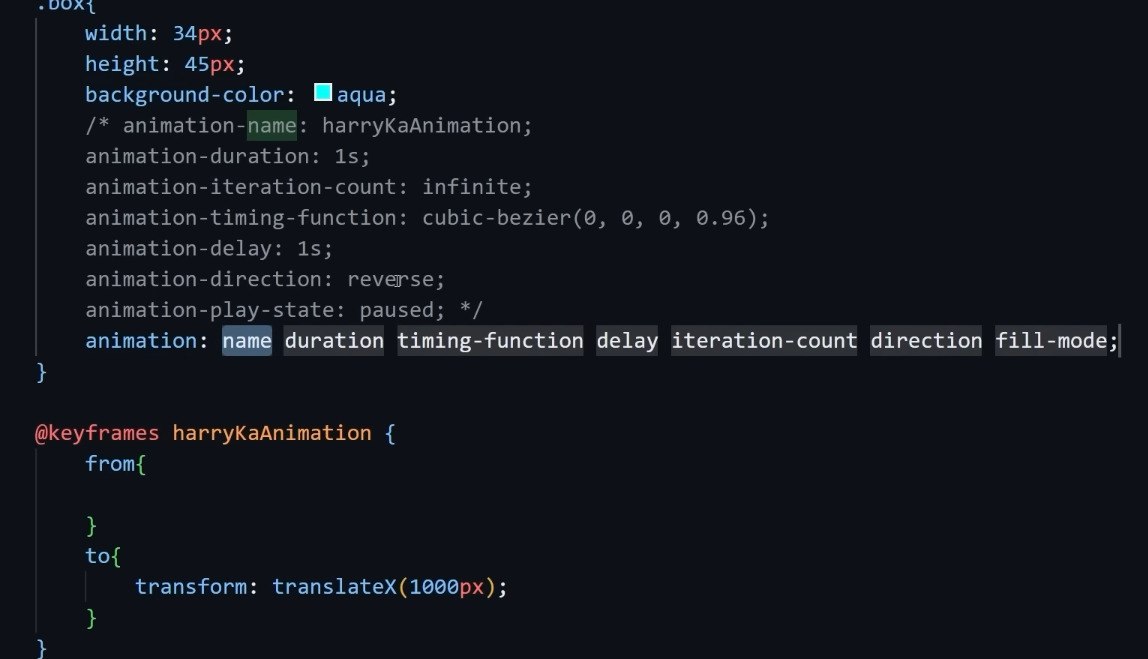 .box{
width: 34px;
height: 45px;
background-color: aqua;
/* animation-name: harryKaAnimation;
animation-duration: 1s;
animation-iteration-count: infinite;
animation-timing-function: cubic-bezier(0, 0, 0, 0.96);
animation-delay: 1s;
animation-direction: reverse;
animation-play-state: paused; */
animation: name duration timing-function delay iteration-count direction fill-mode;
}
@keyframes harryKaAnimation {
from{
}
to{
transform: translateX(1000px);
}
}